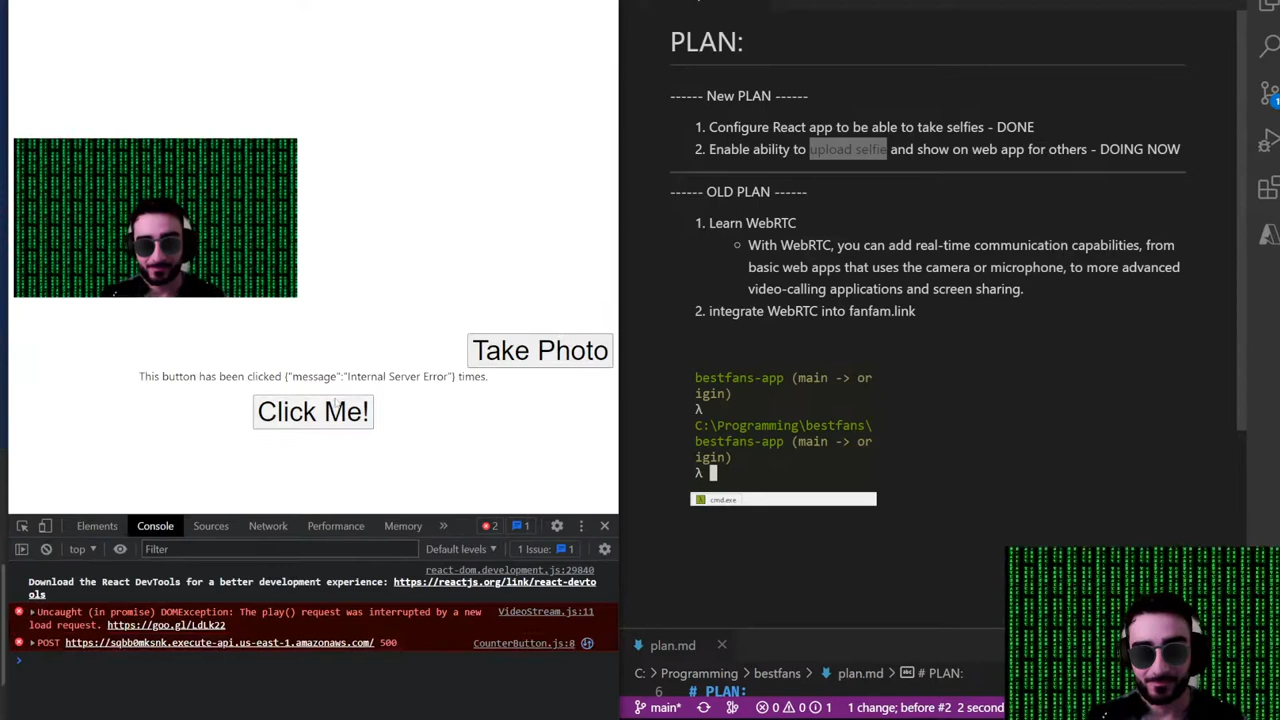 Take Photo
This button has been clicked {"message":"Internal Server Error"} times.
Click Me!
Elements
Console
Sources
Network
Performance
Memory
»
2
1
top
Filter
Default levels
1 Issue:
1
react-dom.development.js:29840
Download the React DevTools for a better development experience: https://reactjs.org/link/react-devto
ols
Uncaught (in promise) DOMException: The play() request was interrupted by a new
VideoStream.js:11
load request. https://goo.gl/LdLk22
POST https://sqbb0mksnk.execute-api.us-east-1.amazonaws.com/ 500
CounterButton.js:8
PLAN:
------ New PLAN ------
1. Configure React app to be able to take selfies - DONE
2. Enable ability to upload selfie and show on web app for others - DOING NOW
------ OLD PLAN ------
1. Learn WebRTC
With WebRTC, you can add real-time communication capabilities, from
basic web apps that uses the camera or microphone, to more advanced
video-calling applications and screen sharing.
2. integrate WebRTC into fanfam.link
bestfans-app (main -> or
igin)
λ
C:\Programming\bestfans\
bestfans-app (main -> or
igin)
λ
cmd.exe
plan.md
C: > Programming > bestfans > plan.md > # PLAN:
6 # PLAN:
main* 0 0 1 1 change; before #2 2 second
1